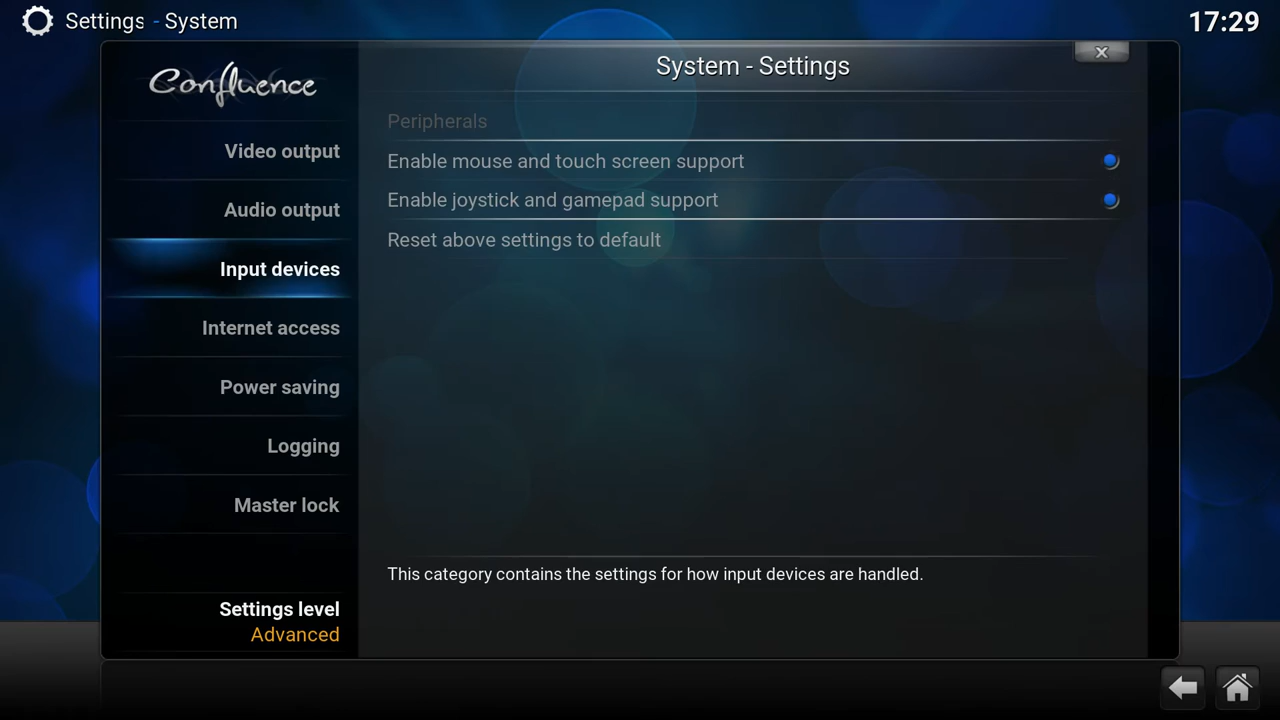 Settings - System
17:29
Confluence
System - Settings
Video output
Audio output
Input devices
Internet access
Power saving
Logging
Master lock
Settings level
Advanced
Peripherals
Enable mouse and touch screen support
Enable joystick and gamepad support
Reset above settings to default
This category contains the settings for how input devices are handled.